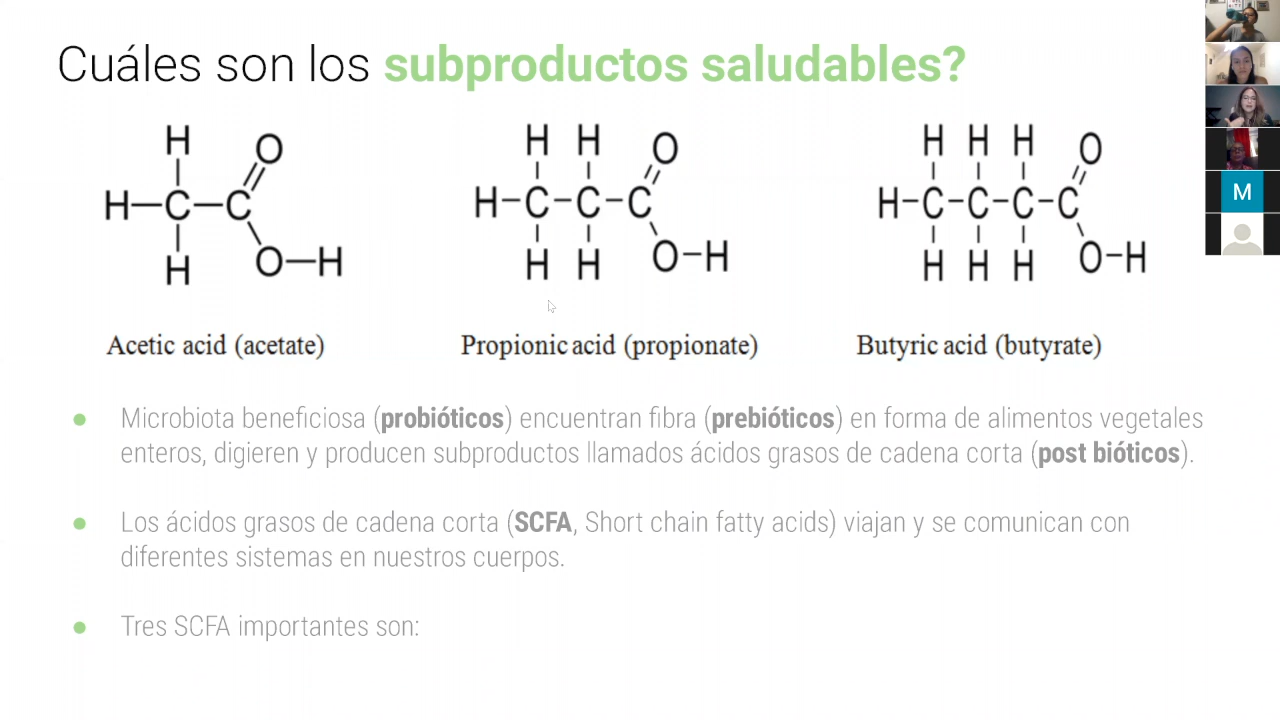 Cuáles son los subproductos saludables?
H
O
H–C–C
H
O–H
H H
O
H–C–C–C
H H
O–H
H H H
O
H–C–C–C–C
H H H
O–H
Acetic acid (acetate)
Propionic acid (propionate)
Butyric acid (butyrate)
Microbiota beneficiosa (probióticos) encuentran fibra (prebióticos) en forma de alimentos vegetales
enteros, digieren y producen subproductos llamados ácidos grasos de cadena corta (post bióticos).
Los ácidos grasos de cadena corta (SCFA, Short chain fatty acids) viajan y se comunican con
diferentes sistemas en nuestros cuerpos.
Tres SCFA importantes son:
M